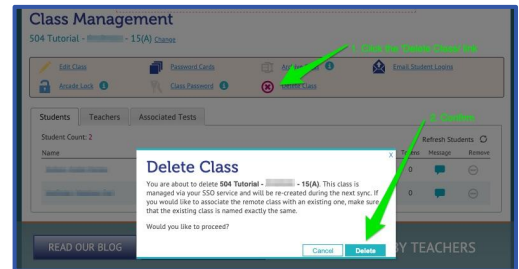 Class Management
504 Tutorial - - 15(A) Change
1. Click the "Delete Class" link
Edit Class Password Cards Archive Class Email Student Logins
Arcade Lock Class Password Delete Class
Students Teachers Associated Tests
2. Delete
Student Count: 2 Refresh Students
Name Tokens Message Remove
X
Delete Class
0
You are about to delete 504 Tutorial - - 15(A). This class is
managed via your SSO service and will be re-created during the next sync. If
you would like to associate the remote class with an existing one, make sure
that the existing class is named exactly the same.
0
Would you like to proceed?
Cancel Delete
READ OUR BLOG BY TEACHERS